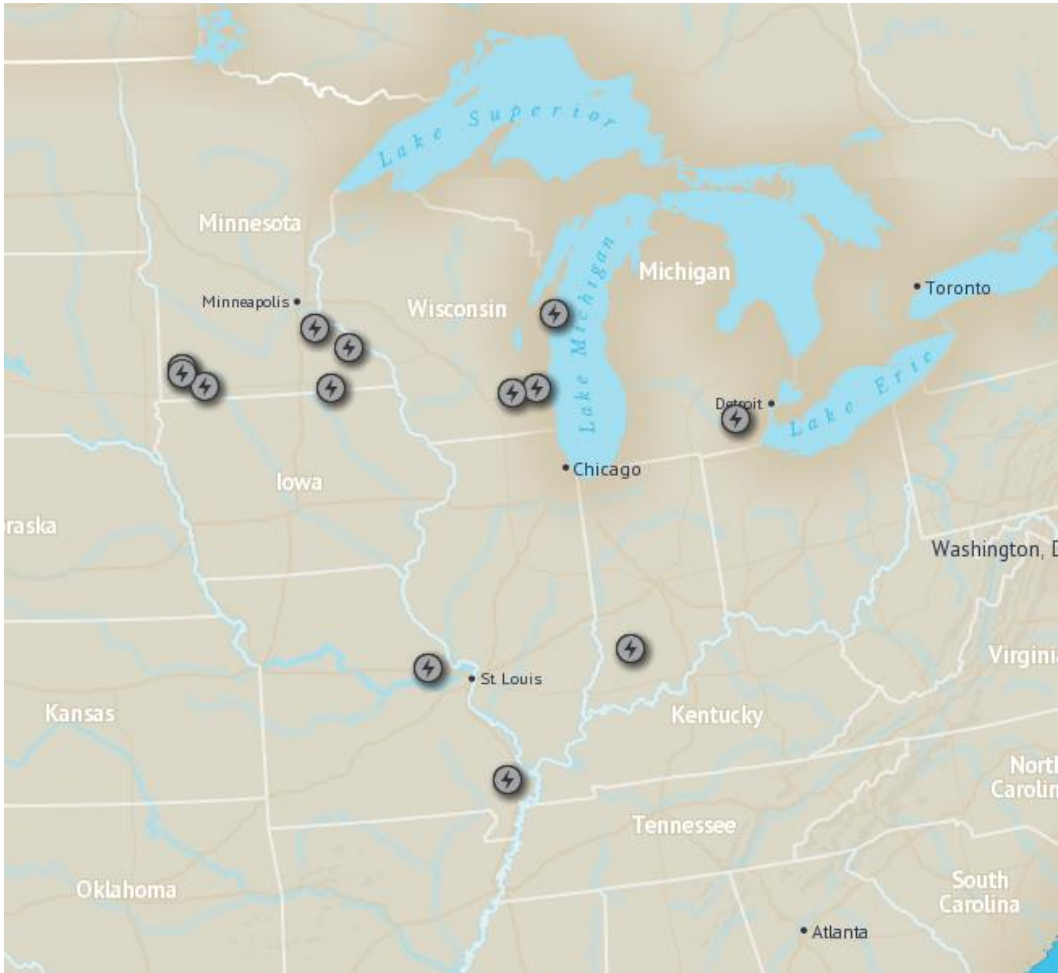 Lake Superior
Minnesota
Michigan
Lake Michigan
Toronto
Minneapolis
Wisconsin
Lake Erie
Detroit
Chicago
Iowa
raska
Washington, D
Virginia
St. Louis
Kansas
Kentucky
North
Carolin
Tennessee
Oklahoma
South
Carolina
Atlanta